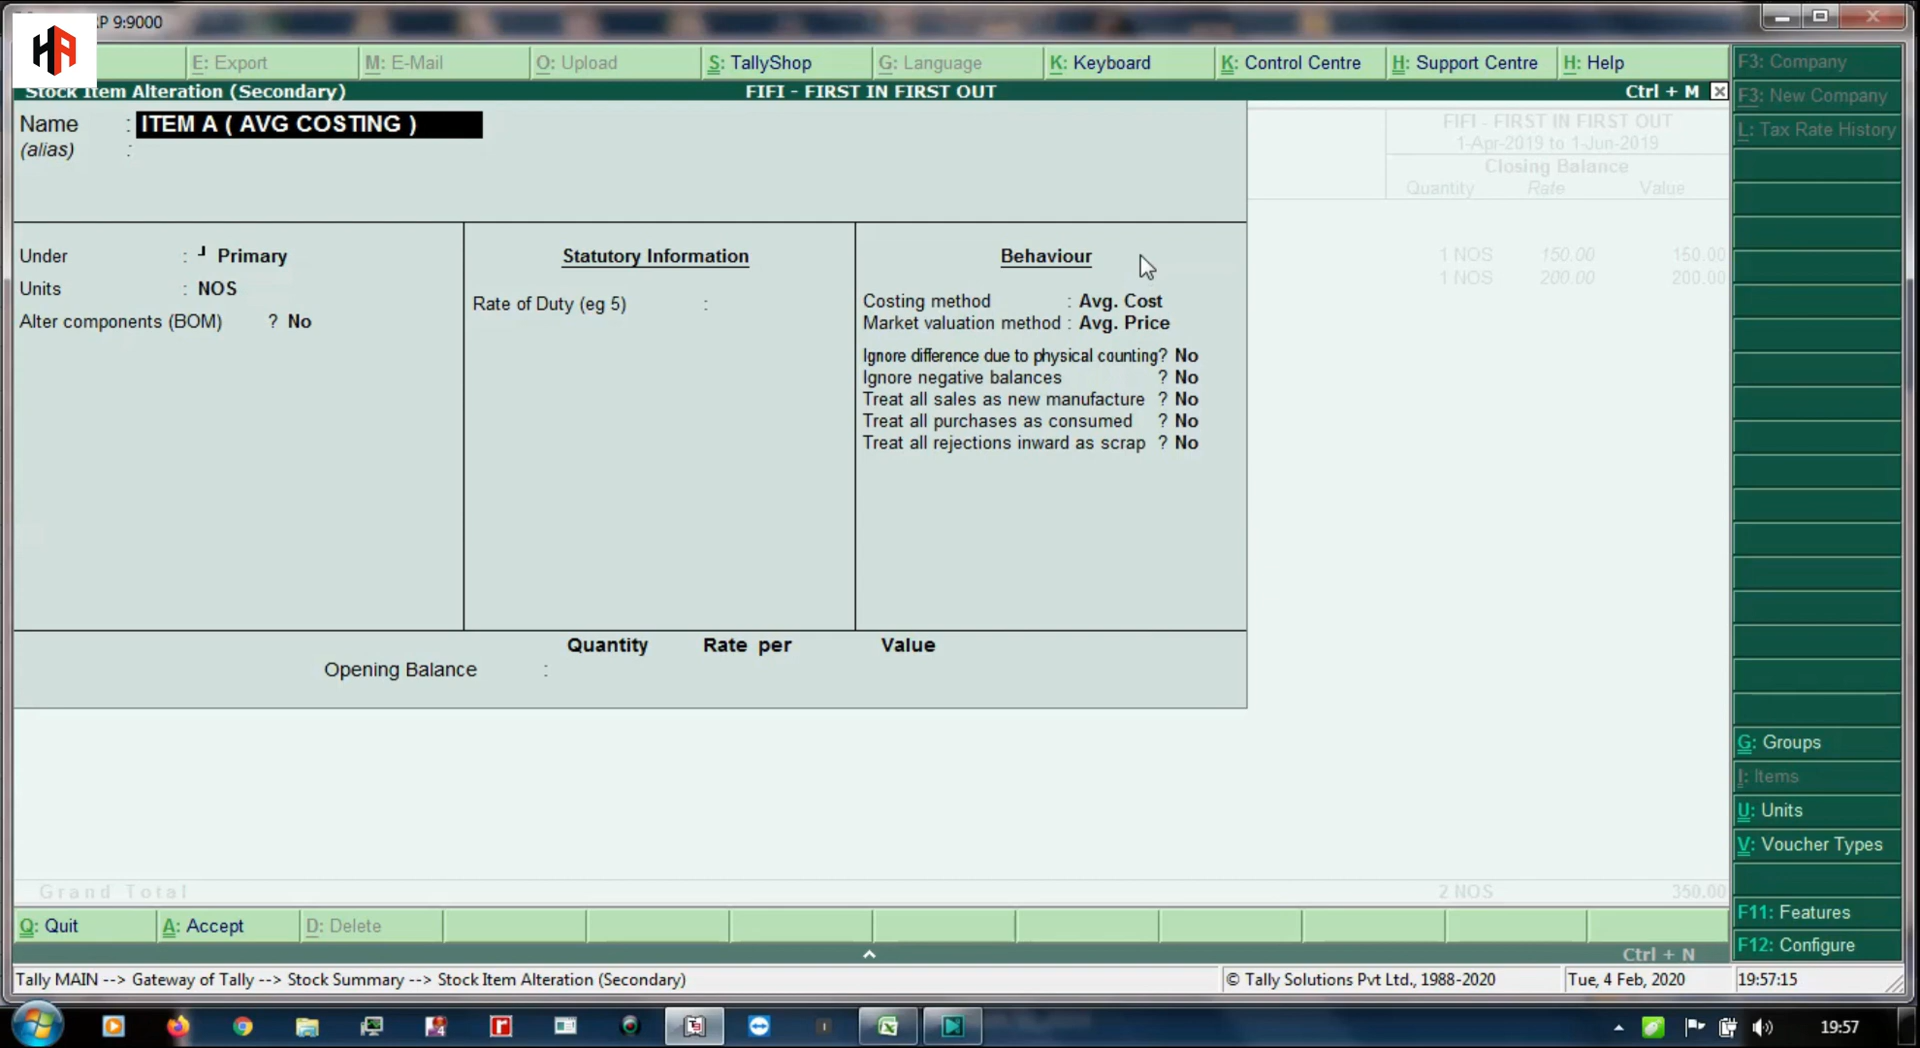 P 9:9000
HA
E: Export
M: E-Mail
O: Upload
S: TallyShop
G: Language
K: Keyboard
K: Control Centre
H: Support Centre
H: Help
F3: Company
Stock Item Alteration (Secondary)
FIFI - FIRST IN FIRST OUT
Ctrl + M
F3: New Company
Name : ITEM A ( AVG COSTING )
(alias) :
FIFI - FIRST IN FIRST OUT
1-Apr-2019 to 1-Jun-2019
L: Tax Rate History
Closing Balance
Quantity Rate Value
Under : ┘ Primary
Units : NOS
Alter components (BOM) ? No
Statutory Information
Rate of Duty (eg 5) :
Behaviour
Costing method : Avg. Cost
Market valuation method : Avg. Price
Ignore difference due to physical counting? No
Ignore negative balances ? No
Treat all sales as new manufacture ? No
Treat all purchases as consumed ? No
Treat all rejections inward as scrap ? No
1 NOS 150.00 150.00
1 NOS 200.00 200.00
Quantity Rate per Value
Opening Balance :
G: Groups
I: Items
U: Units
V: Voucher Types
Grand Total 2 NOS 350.00
F11: Features
Q: Quit
A: Accept
D: Delete
F12: Configure
Ctrl + N
Tally MAIN --> Gateway of Tally --> Stock Summary --> Stock Item Alteration (Secondary)
© Tally Solutions Pvt Ltd., 1988-2020
Tue, 4 Feb, 2020
19:57:15
19:57